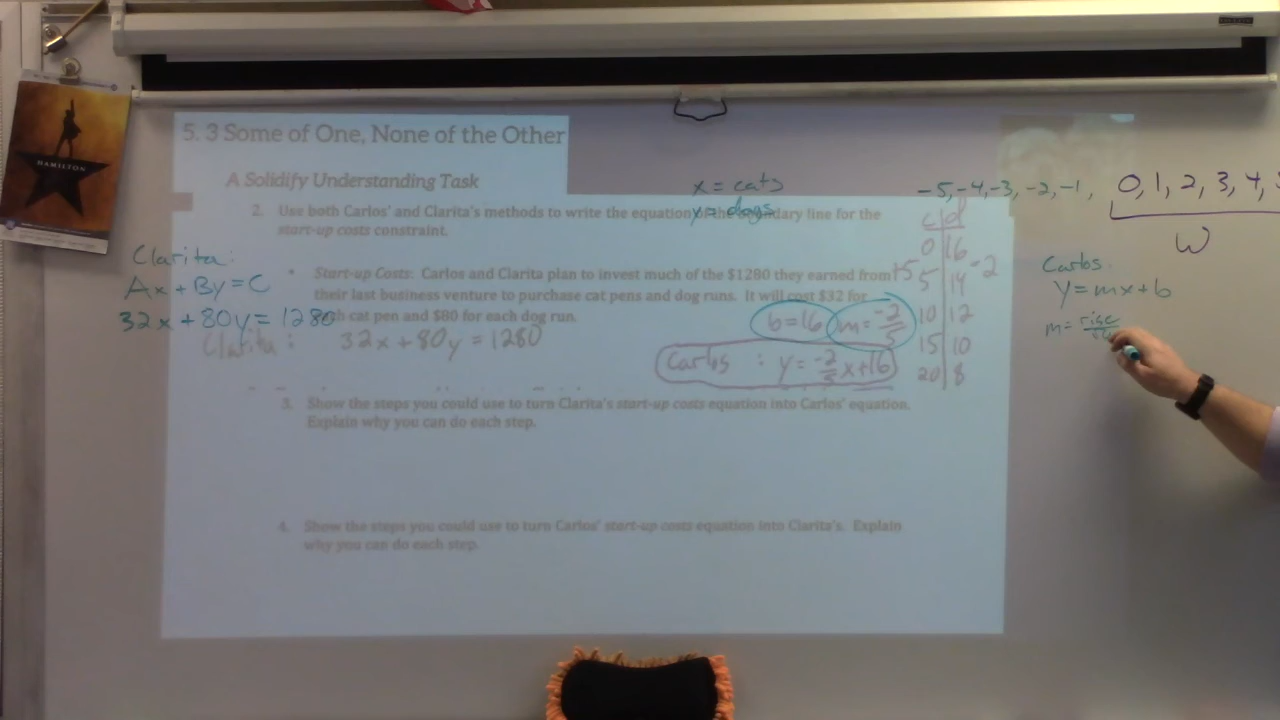 HAMILTON
5. 3 Some of One, None of the Other
A Solidify Understanding Task
x = cats
y = dogs
2. Use both Carlos' and Clarita's methods to write the equation the boundary line for the
start-up costs constraint.
• Start-up Costs: Carlos and Clarita plan to invest much of the $1280 they earned from
their last business venture to purchase cat pens and dog runs. It will cost $32 for
each cat pen and $80 for each dog run.
Clarita:
Ax + By = C
32x + 80y = 1280
Clarita : 32x + 80y = 1280
b = 16 m = -2/5
Carlos : y = -2/5 x + 16
c d
0 16
5 14
10 12
15 10
20 8
+5 -2
-5, -4, -3, -2, -1, 0, 1, 2, 3, 4,
W
Carlos:
y = mx + b
m = rise
3. Show the steps you could use to turn Clarita's start-up costs equation into Carlos' equation.
Explain why you can do each step.
4. Show the steps you could use to turn Carlos' start-up costs equation into Clarita's. Explain
why you can do each step.